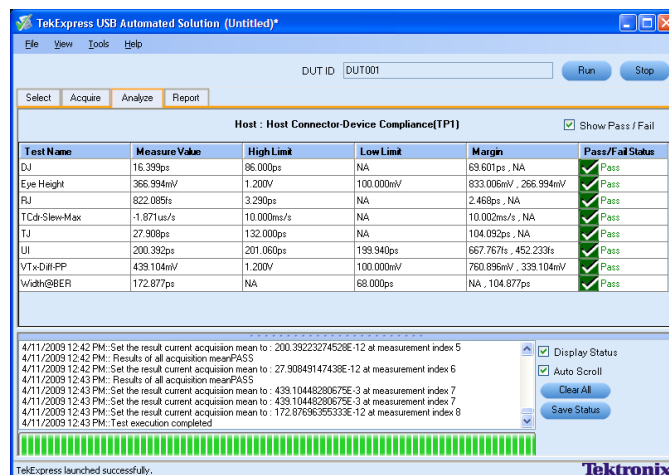 TekExpress USB Automated Solution (Untitled)*
File View Tools Help
DUT ID DUT001 Run Stop
Select Acquire Analyze Report
Host : Host Connector-Device Compliance(TP1) Show Pass / Fail
Test Name Measure Value High Limit Low Limit Margin Pass/Fail Status
DJ 16.399ps 86.000ps NA 69.601ps , NA Pass
Eye Height 366.994mV 1.200V 100.000mV 833.006mV , 266.994mV Pass
RJ 822.085fs 3.290ps NA 2.468ps , NA Pass
TCdr-Slew-Max -1.871us/s 10.000ms/s NA 10.002ms/s , NA Pass
TJ 27.908ps 132.000ps NA 104.092ps , NA Pass
UI 200.392ps 201.060ps 199.940ps 667.767fs , 452.233fs Pass
VTx-Diff-PP 439.104mV 1.200V 100.000mV 760.896mV , 339.104mV Pass
Width@BER 172.877ps NA 68.000ps NA , 104.877ps Pass
4/11/2009 12:42 PM::Set the result current acquisiion mean to : 200.39223274528E-12 at measurement index 5
4/11/2009 12:42 PM:: Results of all acquisition meanPASS
4/11/2009 12:42 PM::Set the result current acquisiion mean to : 27.90849147438E-12 at measurement index 6
4/11/2009 12:43 PM:: Results of all acquisition meanPASS
4/11/2009 12:43 PM::Set the result current acquisiion mean to : 439.10448280675E-3 at measurement index 7
4/11/2009 12:43 PM::Set the result current acquisiion mean to : 439.10448280675E-3 at measurement index 7
4/11/2009 12:43 PM::Set the result current acquisiion mean to : 172.87696355333E-12 at measurement index 8
4/11/2009 12:43 PM::Test execution completed
Display Status
Auto Scroll
Clear All
Save Status
TekExpress launched successfully.
Tektronix